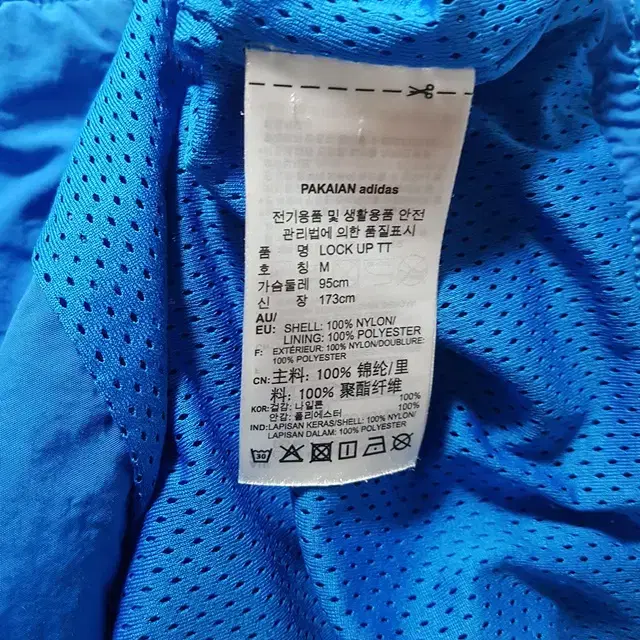 PAKAIAN adidas
전기용품 및 생활용품 안전
관리법에 의한 품질표시
품 명 LOCK UP TT
호 칭 M
가슴둘레 95cm
신 장 173cm
AU/
EU: SHELL: 100% NYLON/
LINING: 100% POLYESTER
F: EXTÉRIEUR: 100% NYLON/DOUBLURE:
100% POLYESTER
CN: 主料: 100% 锦纶/里
料: 100% 聚酯纤维
KOR: 겉감: 나일론 100%
안감: 폴리에스터 100%
IND: LAPISAN KERAS/SHELL: 100% NYLON/
LAPISAN DALAM: 100% POLYESTER